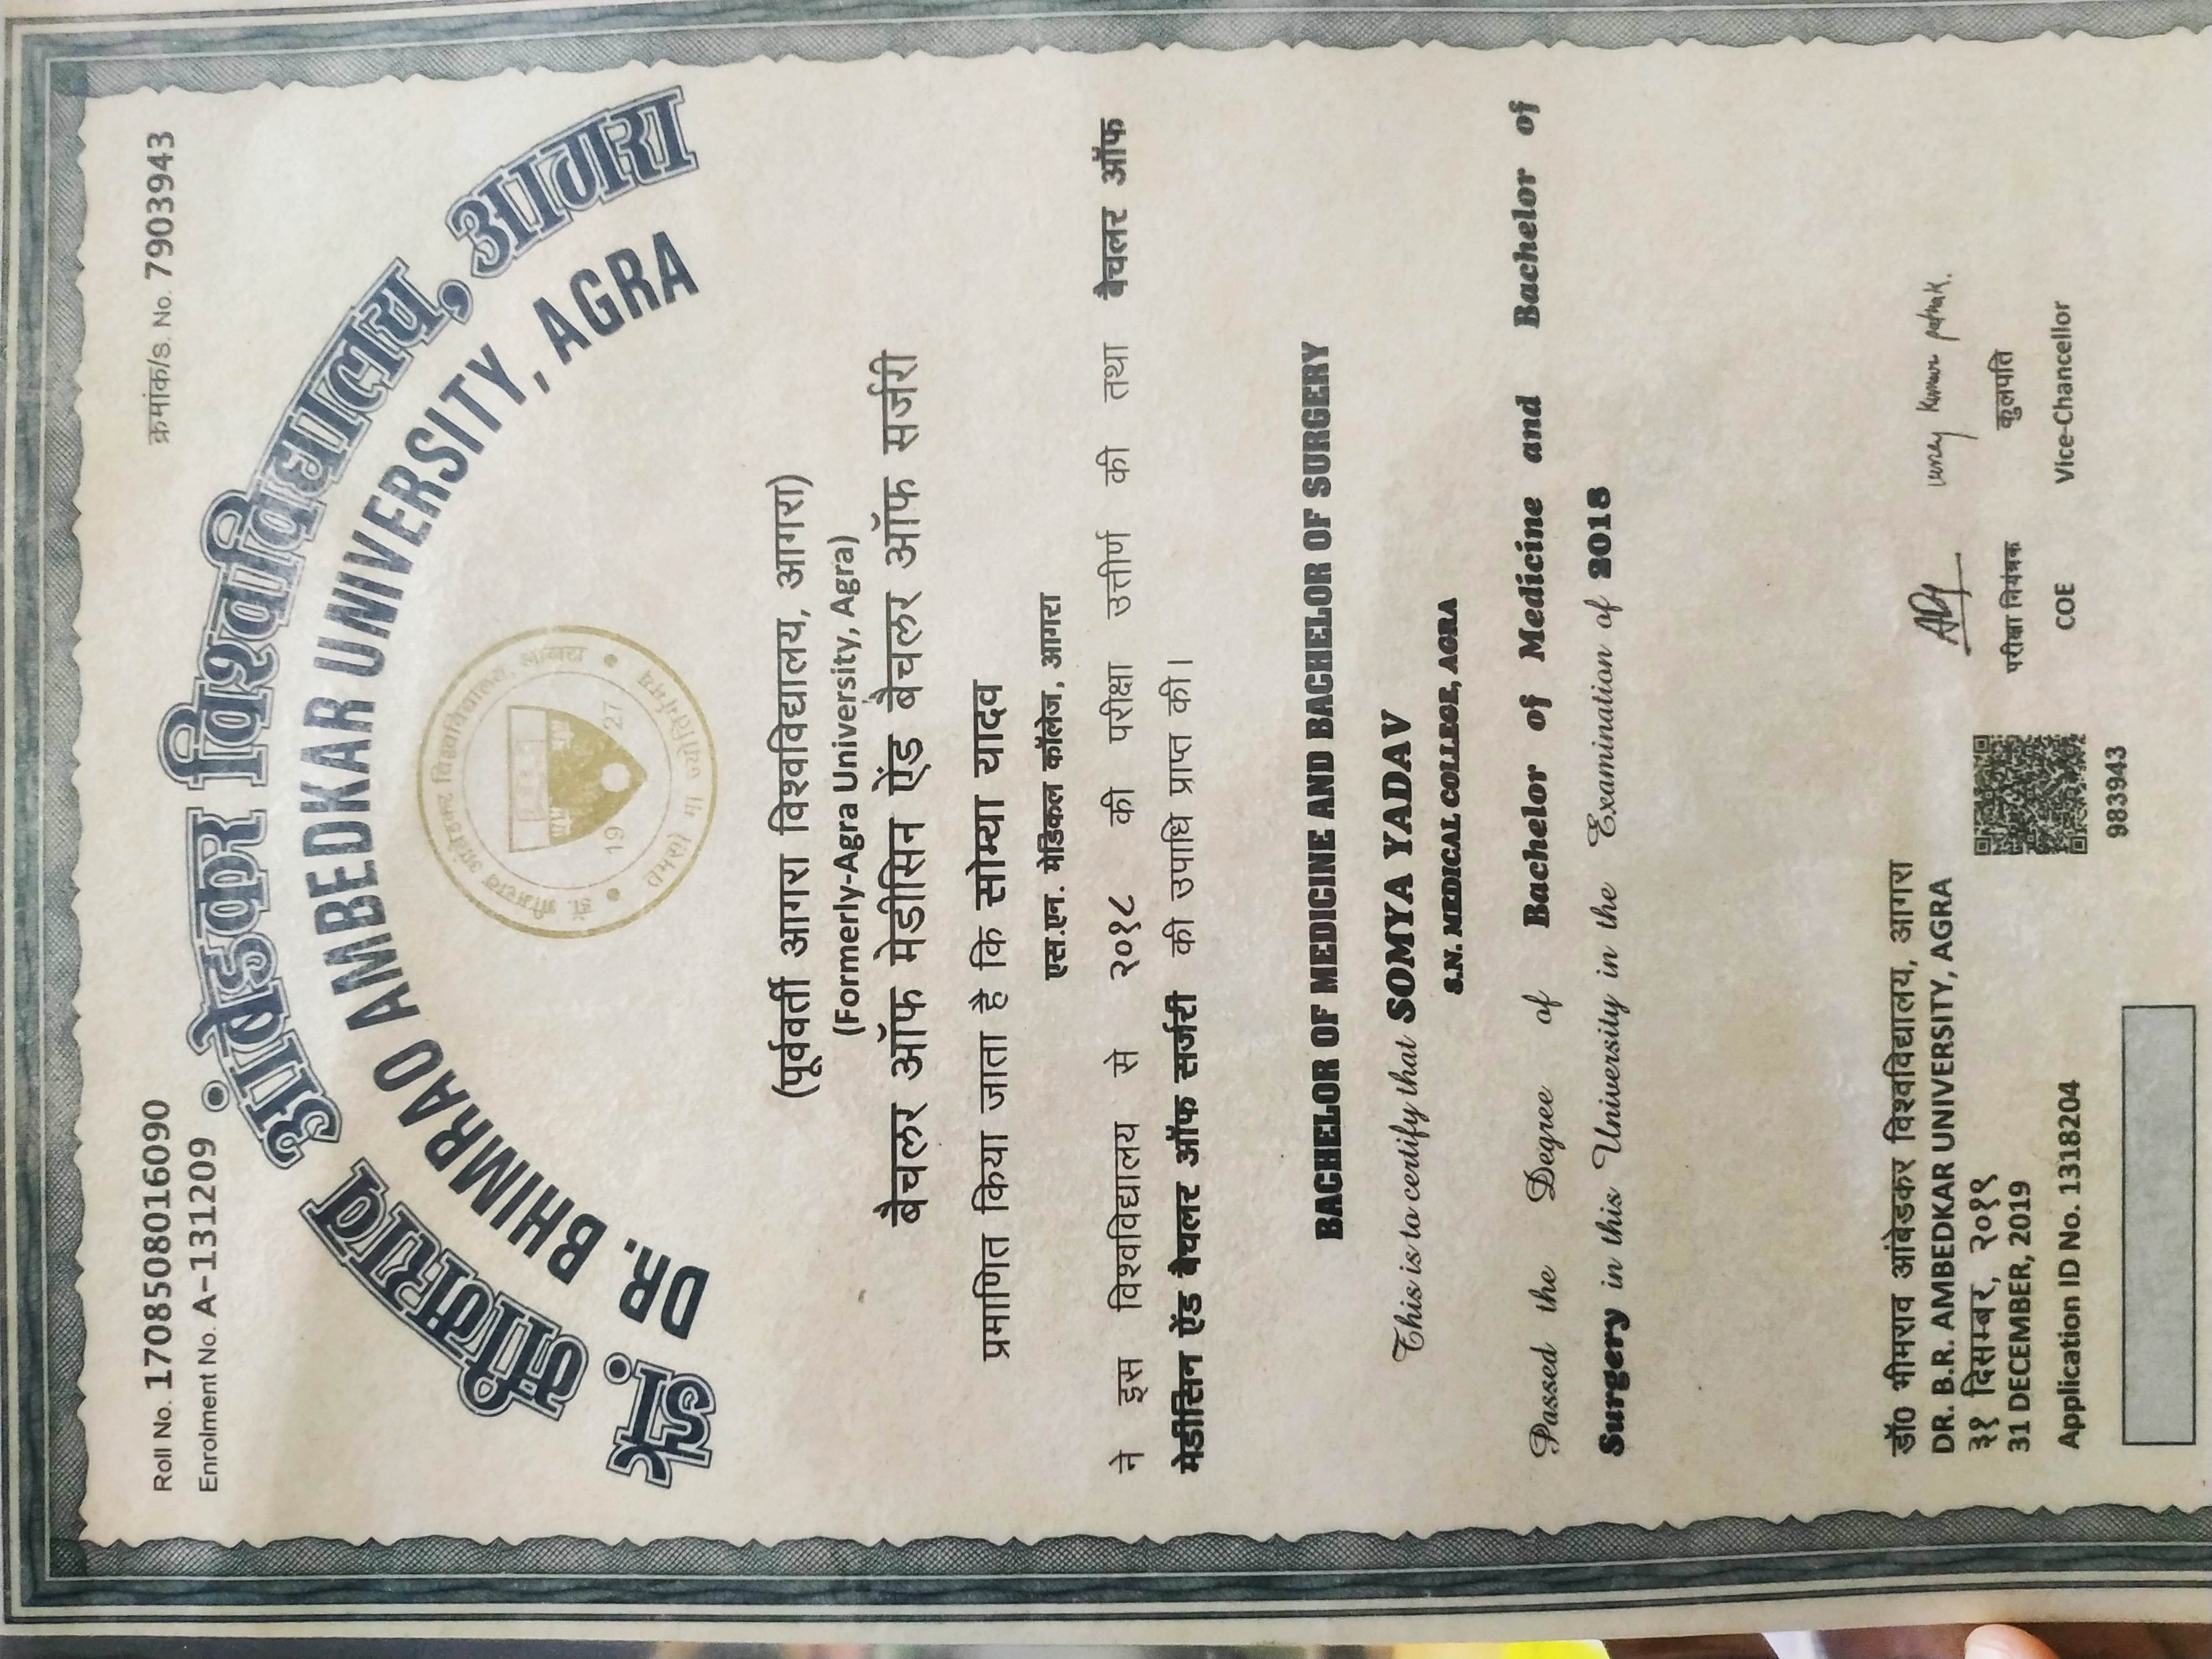 Roll No. 1708508016090
क्रमांक/S. No. 7903943
Enrolment No. A-131209
डॉ. भीमराव आंबेडकर विश्वविद्यालय, आगरा
DR. BHIMRAO AMBEDKAR UNIVERSITY, AGRA
डॉ. भीमराव आंबेडकर विश्वविद्यालय, आगरा
19 27
तमसो मा ज्योतिर्गमय
(पूर्ववर्ती आगरा विश्वविद्यालय, आगरा)
(Formerly-Agra University, Agra)
बैचलर ऑफ मेडीसिन ऐंड बैचलर ऑफ सर्जरी
प्रमाणित किया जाता है कि सोम्या यादव
एस.एन. मेडिकल कॉलेज, आगरा
ने इस विश्वविद्यालय से २०१८ की परीक्षा उत्तीर्ण की तथा बैचलर ऑफ
मेडीसिन ऐंड बैचलर ऑफ सर्जरी की उपाधि प्राप्त की।
BACHELOR OF MEDICINE AND BACHELOR OF SURGERY
This is to certify that SOMYA YADAV
S.N. MEDICAL COLLEGE, AGRA
Passed the Degree of Bachelor of Medicine and Bachelor of
Surgery in this University in the Examination of 2018
डॉ0 भीमराव आंबेडकर विश्वविद्यालय, आगरा
DR. B.R. AMBEDKAR UNIVERSITY, AGRA
३१ दिसम्बर, २०१९
31 DECEMBER, 2019
Application ID No. 1318204
983943
Kumar pathak.
परीक्षा नियंत्रक
कुलपति
COE
Vice-Chancellor